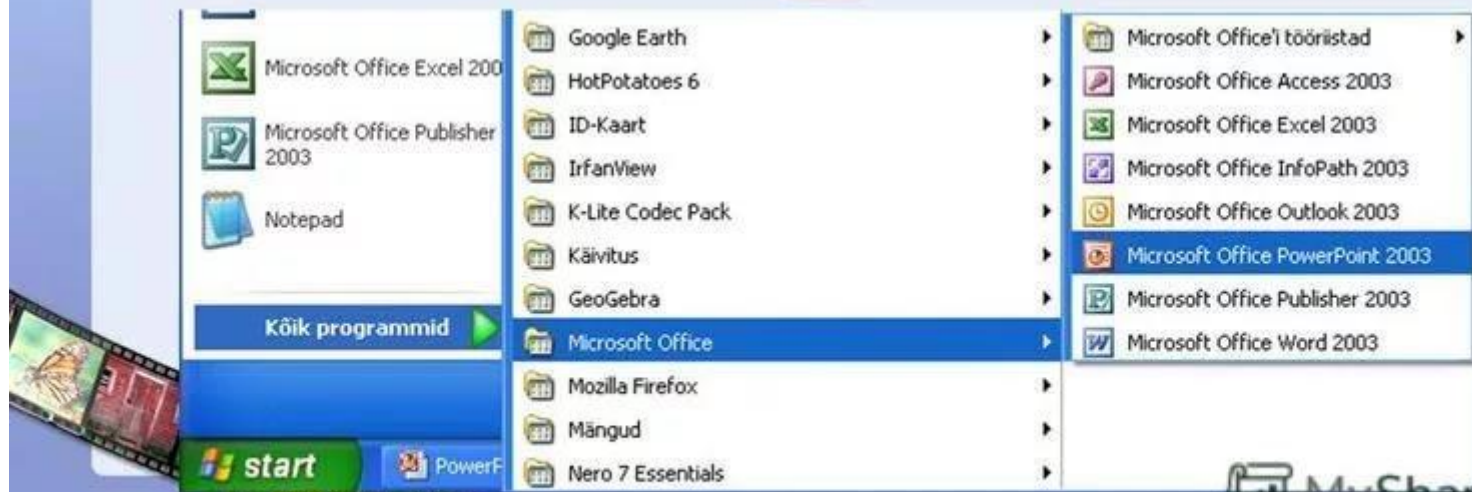 Microsoft Office Excel 200
Microsoft Office Publisher
2003
Notepad
Kõik programmid
start
PowerP
Google Earth
HotPotatoes 6
ID-Kaart
IrfanView
K-Lite Codec Pack
Käivitus
GeoGebra
Microsoft Office
Mozilla Firefox
Mängud
Nero 7 Essentials
Microsoft Office'i tööriistad
Microsoft Office Access 2003
Microsoft Office Excel 2003
Microsoft Office InfoPath 2003
Microsoft Office Outlook 2003
Microsoft Office PowerPoint 2003
Microsoft Office Publisher 2003
Microsoft Office Word 2003
MyShar